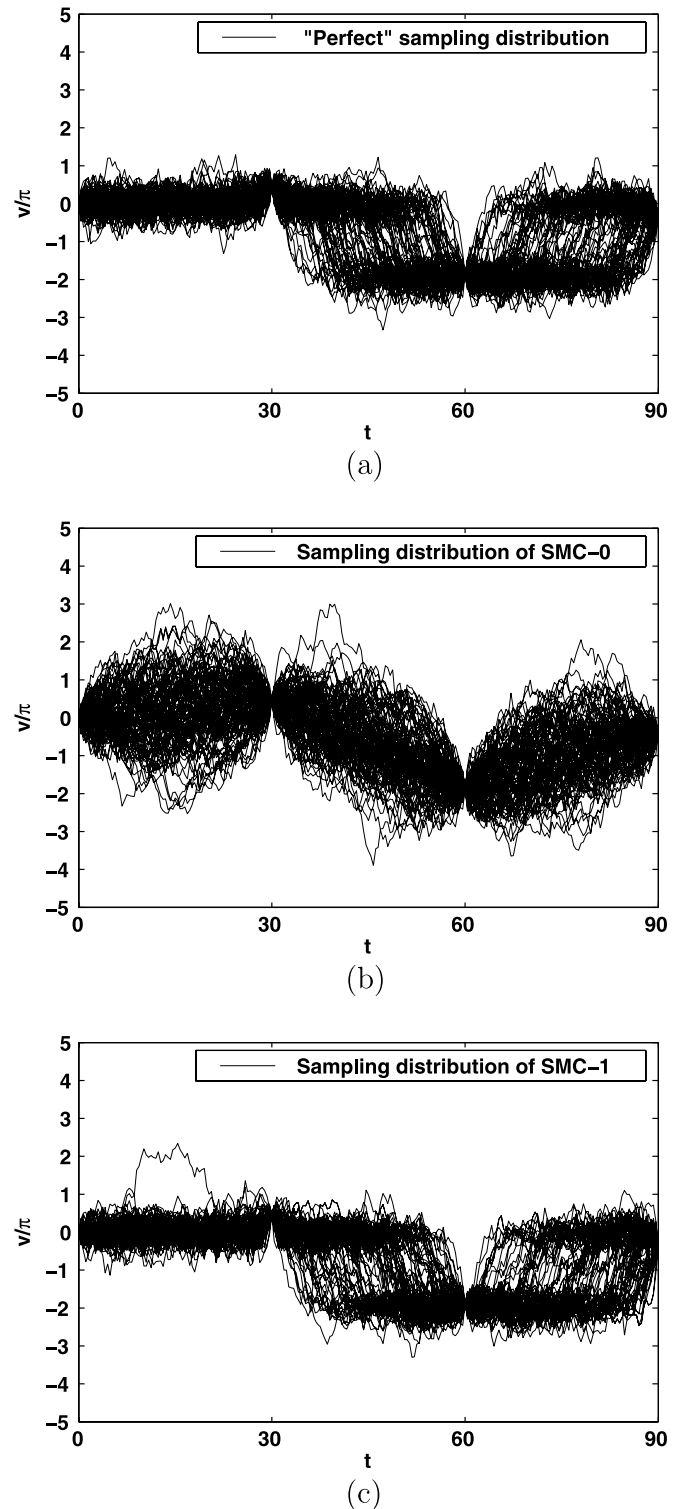 5
"Perfect" sampling distribution
4
3
2
1
0
−1
−2
−3
−4
−5
v/π
0 30 60 90
t
(a)
5
Sampling distribution of SMC−0
4
3
2
1
0
−1
−2
−3
−4
−5
v/π
0 30 60 90
t
(b)
5
Sampling distribution of SMC−1
4
3
2
1
0
−1
−2
−3
−4
−5
v/π
0 30 60 90
t
(c)